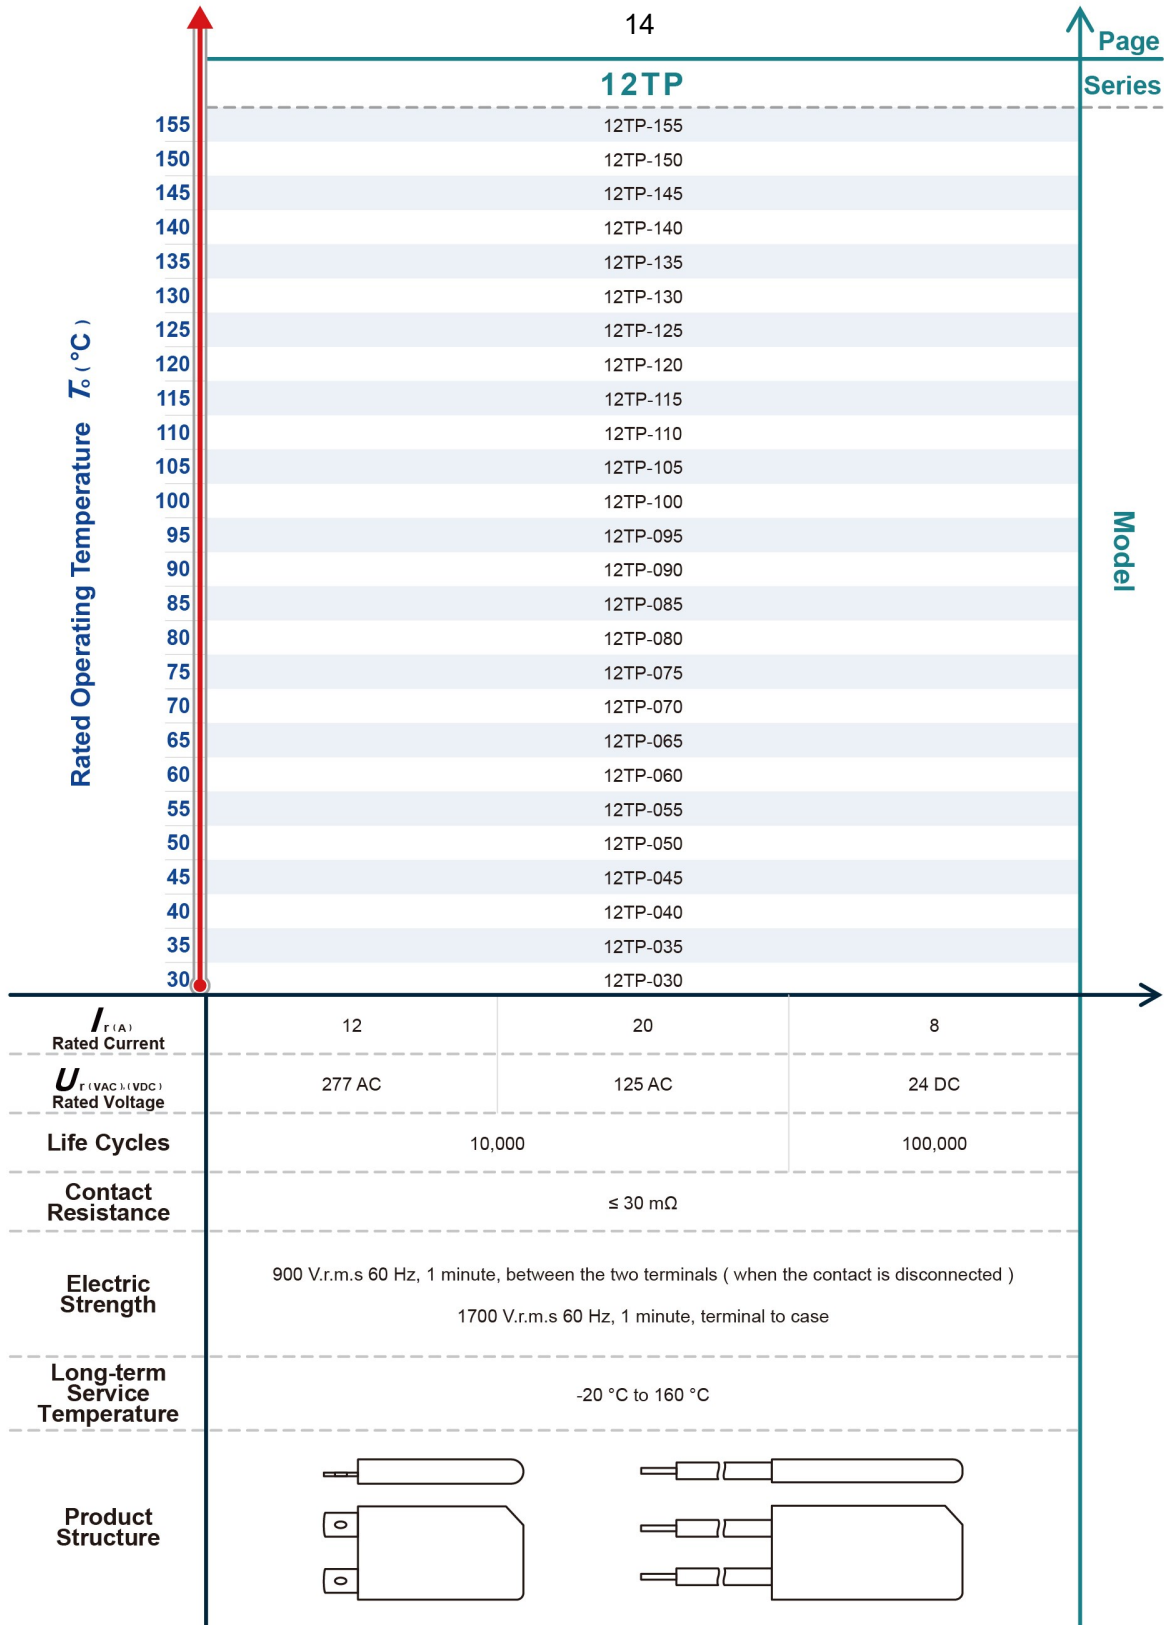 14
Page
12TP
Series
155 12TP-155
150 12TP-150
145 12TP-145
140 12TP-140
135 12TP-135
130 12TP-130
125 12TP-125
120 12TP-120
115 12TP-115
110 12TP-110
105 12TP-105
100 12TP-100
95 12TP-095
90 12TP-090
85 12TP-085
80 12TP-080
75 12TP-075
70 12TP-070
65 12TP-065
60 12TP-060
55 12TP-055
50 12TP-050
45 12TP-045
40 12TP-040
35 12TP-035
30 12TP-030
Rated Operating Temperature To (°C)
Model
Ir (A)
Rated Current
12 20 8
Ur (VAC), (VDC)
Rated Voltage
277 AC 125 AC 24 DC
Life Cycles
10,000 100,000
Contact
Resistance
≤ 30 mΩ
Electric
Strength
900 V.r.m.s 60 Hz, 1 minute, between the two terminals ( when the contact is disconnected )
1700 V.r.m.s 60 Hz, 1 minute, terminal to case
Long-term
Service
Temperature
-20 °C to 160 °C
Product
Structure